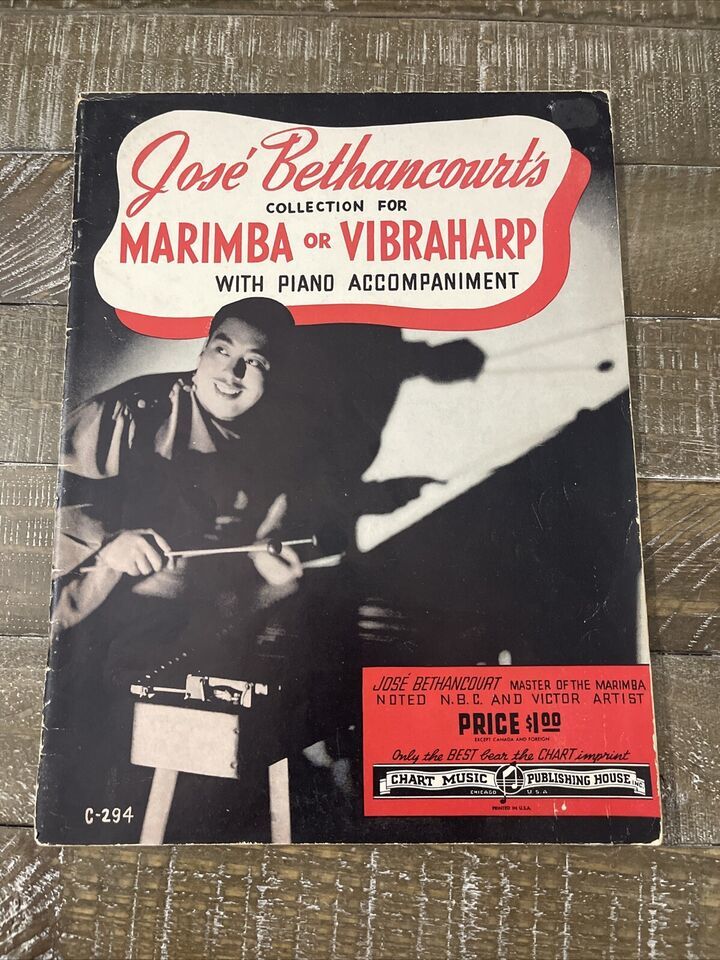 José Bethancourt's
COLLECTION FOR
MARIMBA OR VIBRAHARP
WITH PIANO ACCOMPANIMENT
JOSÉ BETHANCOURT MASTER OF THE MARIMBA
NOTED N.B.C. AND VICTOR ARTIST
PRICE $1.00
EXCEPT CANADA AND FOREIGN
Only the BEST bear the CHART imprint
CHART MUSIC PUBLISHING HOUSE INC
CHICAGO U.S.A
PRINTED IN U.S.A.
C-294